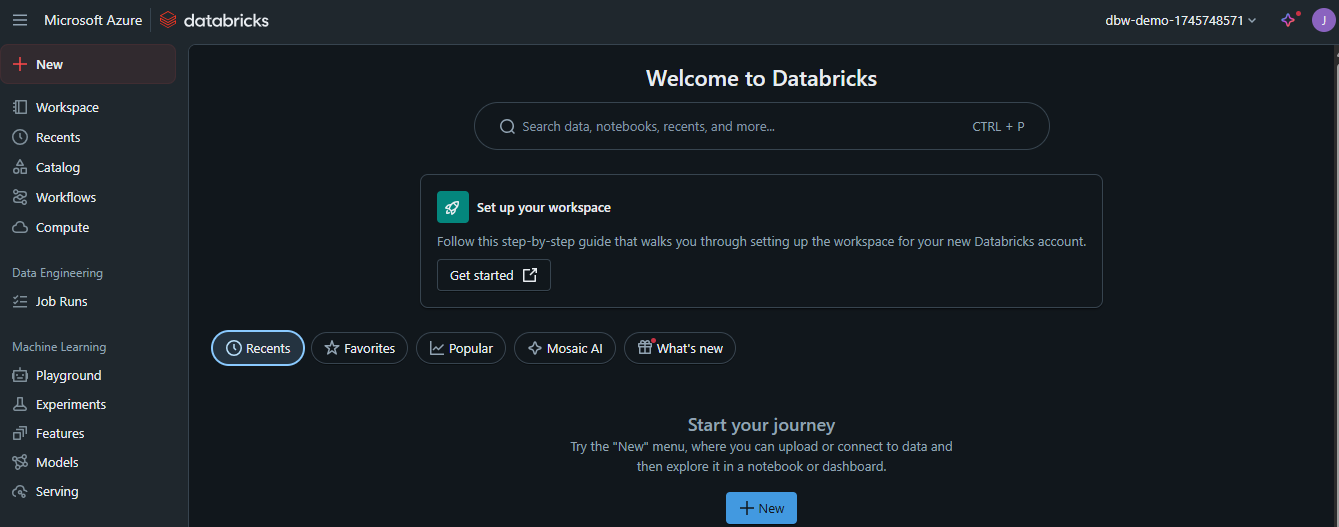 Microsoft Azure databricks dbw-demo-1745748571 J
New
Workspace
Recents
Catalog
Workflows
Compute
Data Engineering
Job Runs
Machine Learning
Playground
Experiments
Features
Models
Serving
Welcome to Databricks
Search data, notebooks, recents, and more... CTRL + P
Set up your workspace
Follow this step-by-step guide that walks you through setting up the workspace for your new Databricks account.
Get started
Recents Favorites Popular Mosaic AI What's new
Start your journey
Try the "New" menu, where you can upload or connect to data and
then explore it in a notebook or dashboard.
New